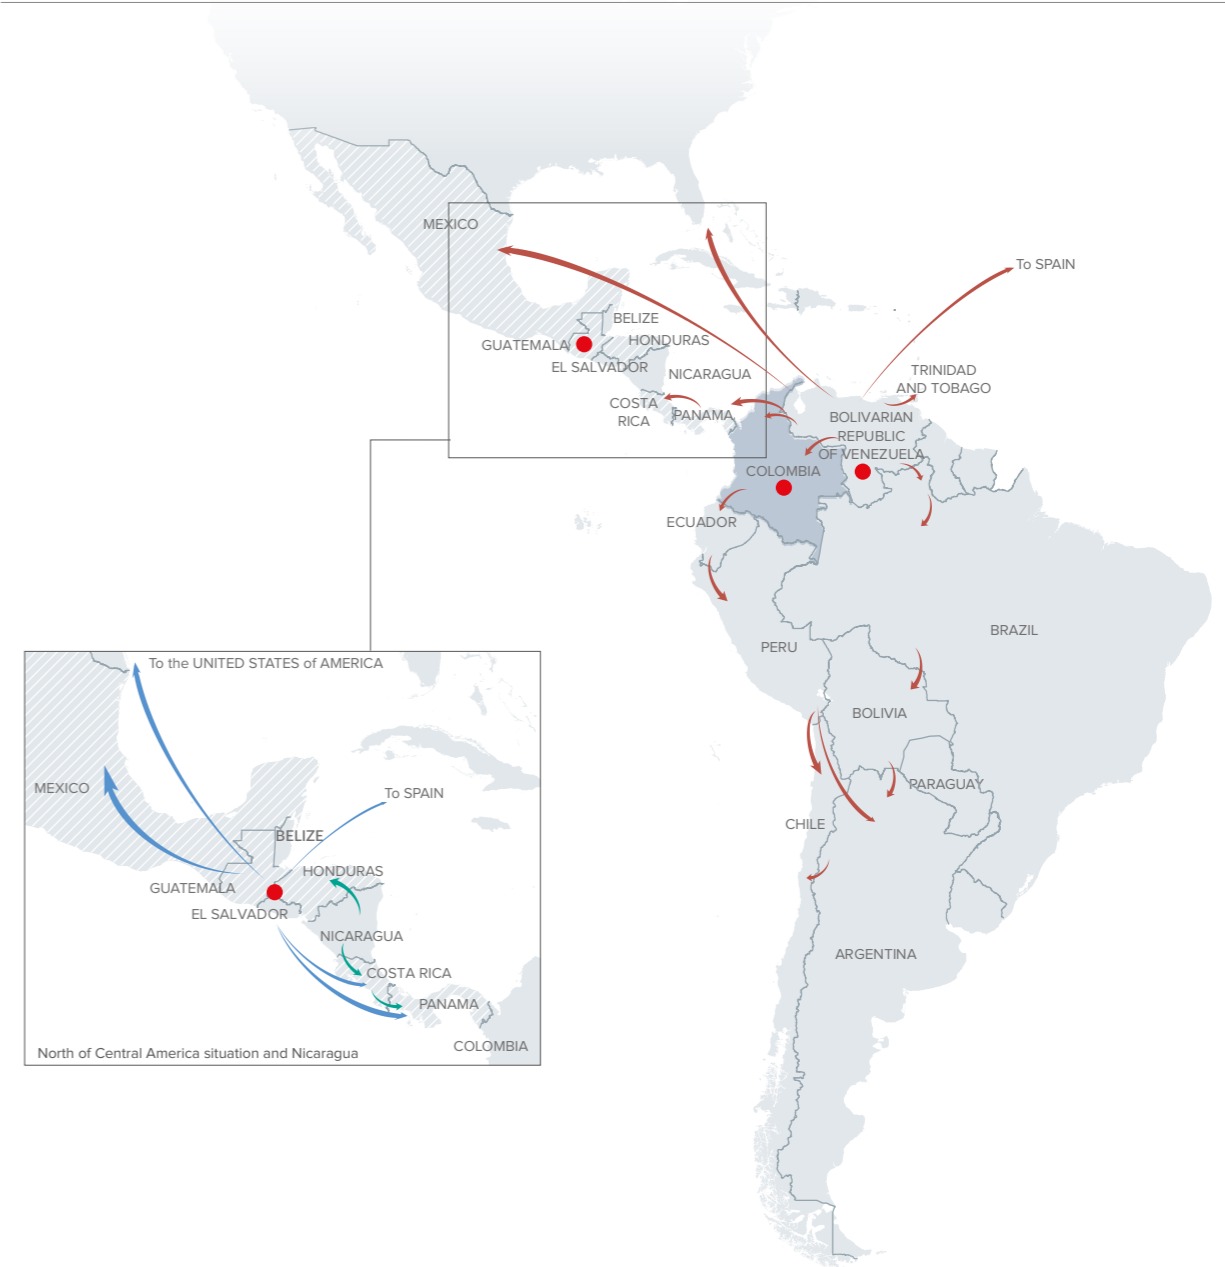 MEXICO
To SPAIN
BELIZE
GUATEMALA
HONDURAS
EL SALVADOR
NICARAGUA
TRINIDAD
AND TOBAGO
COSTA
RICA
PANAMA
BOLIVARIAN
REPUBLIC
OF VENEZUELA
COLOMBIA
ECUADOR
BRAZIL
PERU
BOLIVIA
PARAGUAY
CHILE
ARGENTINA
To the UNITED STATES of AMERICA
MEXICO
To SPAIN
BELIZE
HONDURAS
GUATEMALA
EL SALVADOR
NICARAGUA
COSTA RICA
PANAMA
COLOMBIA
North of Central America situation and Nicaragua